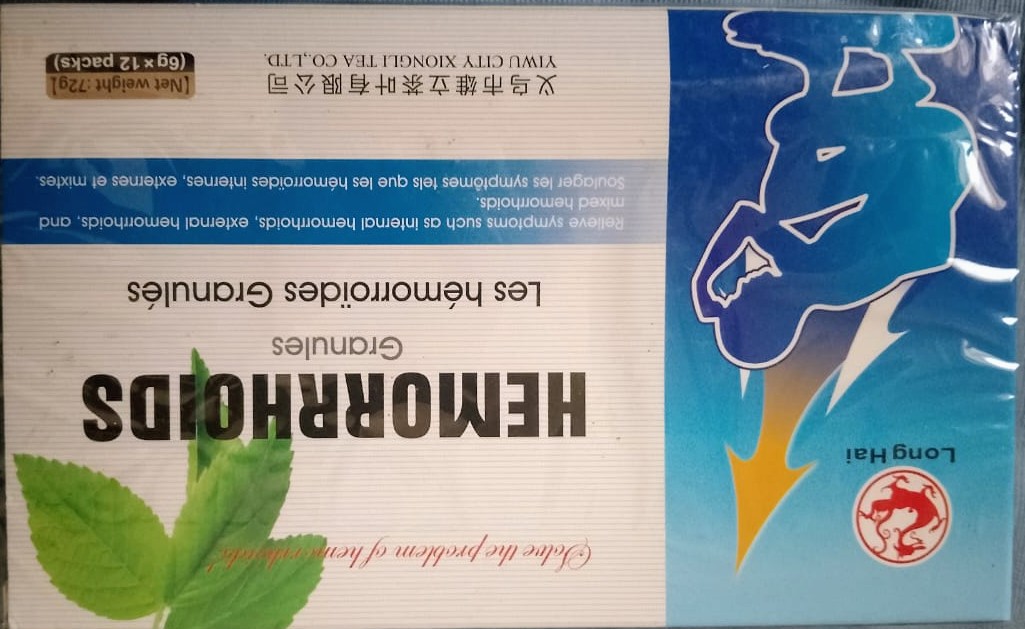 Long Hai
Solve the problem of hemorrhoids
HEMORRHOIDS
Granules
Les hémorroïdes Granulés
Relieve symptoms such as internal hemorrhoids, external hemorrhoids, and
mixed hemorrhoids.
Soulager les symptômes tels que les hémorroïdes internes, externes et mixtes.
义乌市雄立茶叶有限公司
YIWU CITY XIONGLI TEA CO.,LTD.
[Net weight:72g]
(6g×12 packs)